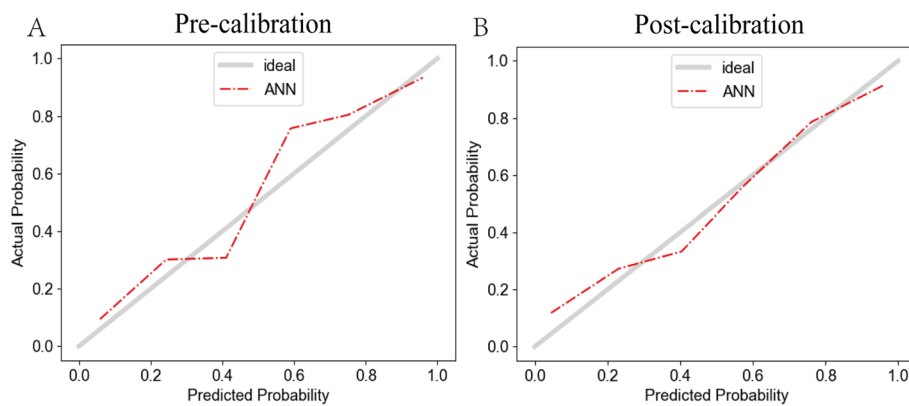 A
Pre-calibration
1.0
0.8
0.6
0.4
0.2
0.0
Actual Probability
ideal
ANN
0.0 0.2 0.4 0.6 0.8 1.0
Predicted Probability
B
Post-calibration
1.0
0.8
0.6
0.4
0.2
0.0
Actual Probability
ideal
ANN
0.0 0.2 0.4 0.6 0.8 1.0
Predicted Probability